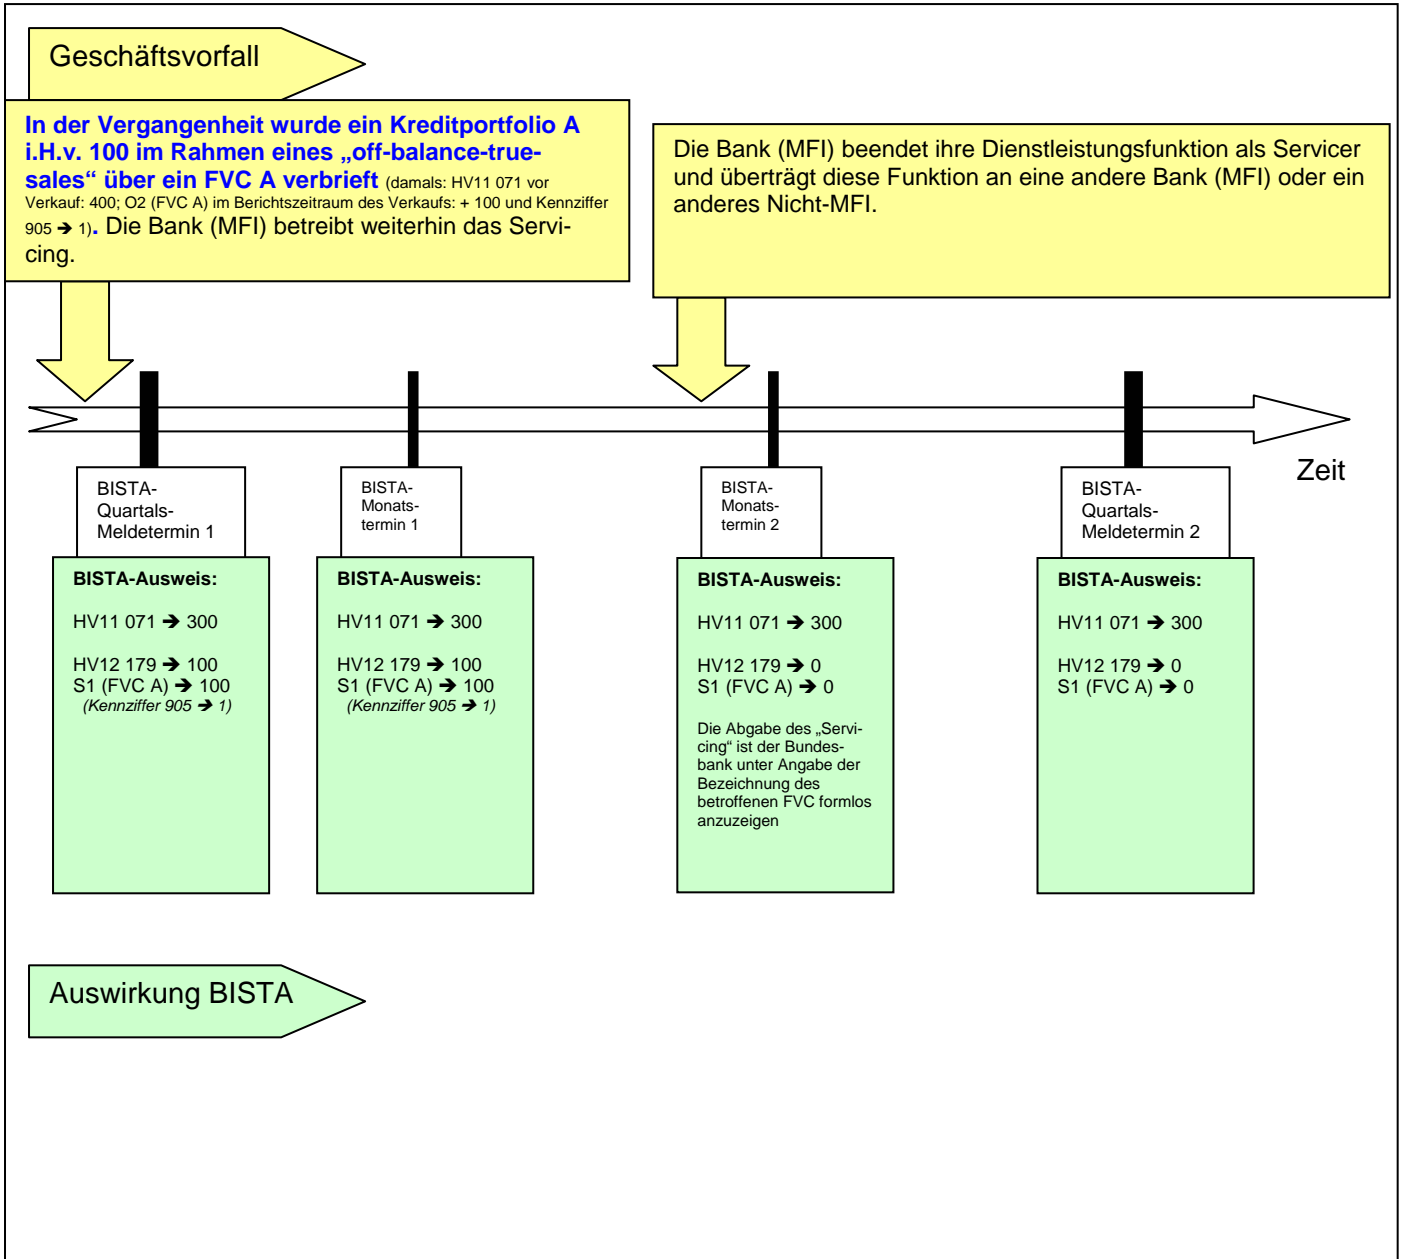 Geschäftsvorfall
In der Vergangenheit wurde ein Kreditportfolio A
i.H.v. 100 im Rahmen eines „off-balance-true-
sales“ über ein FVC A verbrieft (damals: HV11 071 vor
Verkauf: 400; O2 (FVC A) im Berichtszeitraum des Verkaufs: + 100 und Kennziffer
905 ➔ 1). Die Bank (MFI) betreibt weiterhin das Servi-
cing.
Die Bank (MFI) beendet ihre Dienstleistungsfunktion als Servicer
und überträgt diese Funktion an eine andere Bank (MFI) oder ein
anderes Nicht-MFI.
Zeit
BISTA-
Quartals-
Meldetermin 1
BISTA-Ausweis:
HV11 071 ➔ 300
HV12 179 ➔ 100
S1 (FVC A) ➔ 100
(Kennziffer 905 ➔ 1)
BISTA-
Monats-
termin 1
BISTA-Ausweis:
HV11 071 ➔ 300
HV12 179 ➔ 100
S1 (FVC A) ➔ 100
(Kennziffer 905 ➔ 1)
BISTA-
Monats-
termin 2
BISTA-Ausweis:
HV11 071 ➔ 300
HV12 179 ➔ 0
S1 (FVC A) ➔ 0
Die Abgabe des „Servi-
cing“ ist der Bundes-
bank unter Angabe der
Bezeichnung des
betroffenen FVC formlos
anzuzeigen
BISTA-
Quartals-
Meldetermin 2
BISTA-Ausweis:
HV11 071 ➔ 300
HV12 179 ➔ 0
S1 (FVC A) ➔ 0
Auswirkung BISTA